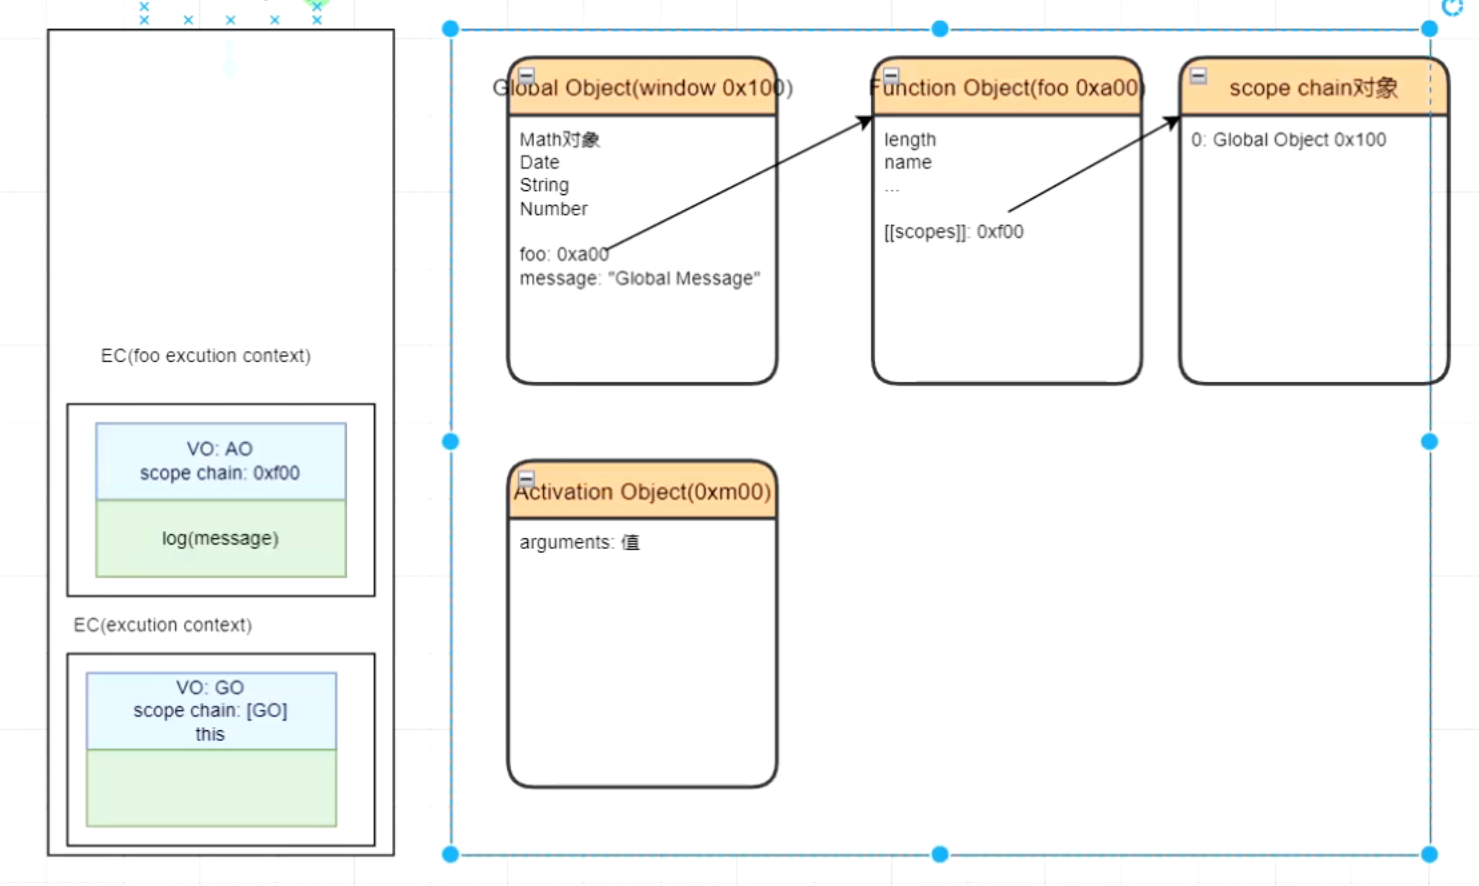 EC(foo excution context)
VO: AO
scope chain: 0xf00
log(message)
EC(excution context)
VO: GO
scope chain: [GO]
this
Global Object(window 0x100)
Math对象
Date
String
Number
foo: 0xa00
message: "Global Message"
Function Object(foo 0xa00)
length
name
...
[[scopes]]: 0xf00
scope chain对象
0: Global Object 0x100
Activation Object(0xm00)
arguments: 值